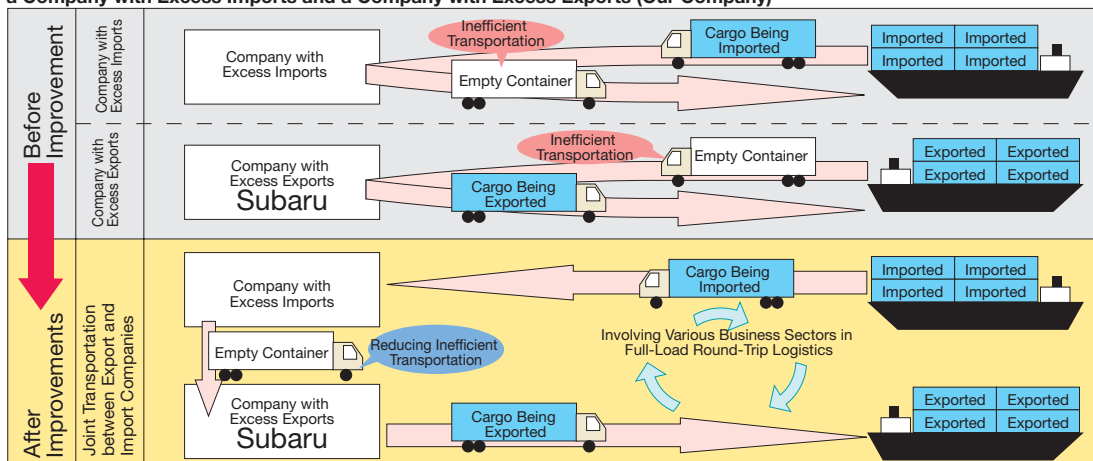 a Company with Excess Imports and a Company with Excess Exports (Our Company)
Before
Improvement
Company with
Excess Imports
Company with
Excess Imports
Inefficient
Transportation
Empty Container
Cargo Being
Imported
Imported Imported
Imported Imported
Company with
Excess Exports
Company with
Excess Exports
Subaru
Inefficient
Transportation
Cargo Being
Exported
Empty Container
Exported Exported
Exported Exported
After
Improvements
Joint Transportation
between Export and
Import Companies
Company with
Excess Imports
Cargo Being
Imported
Imported Imported
Imported Imported
Empty Container
Reducing Inefficient
Transportation
Involving Various Business Sectors in
Full-Load Round-Trip Logistics
Company with
Excess Exports
Subaru
Cargo Being
Exported
Exported Exported
Exported Exported